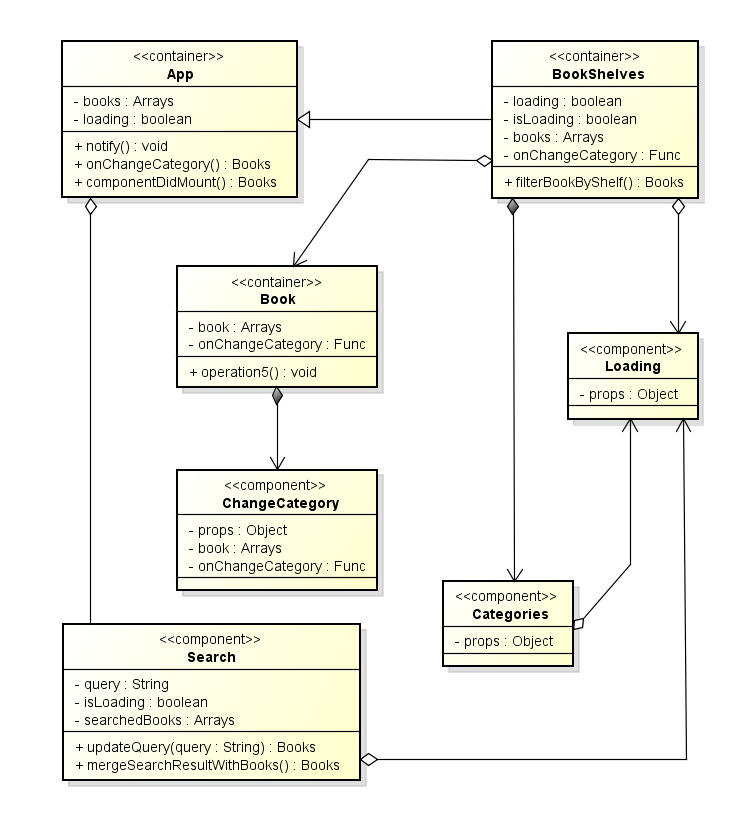 <<container>>
App
- books : Arrays
- loading : boolean
+ notify() : void
+ onChangeCategory() : Books
+ componentDidMount() : Books
<<container>>
BookShelves
- loading : boolean
- isLoading : boolean
- books : Arrays
- onChangeCategory : Func
+ filterBookByShelf() : Books
<<container>>
Book
- book : Arrays
- onChangeCategory : Func
+ operation5() : void
<<component>>
Loading
- props : Object
<<component>>
ChangeCategory
- props : Object
- book : Arrays
- onChangeCategory : Func
<<component>>
Categories
- props : Object
<<component>>
Search
- query : String
- isLoading : boolean
- searchedBooks : Arrays
+ updateQuery(query : String) : Books
+ mergeSearchResultWithBooks() : Books